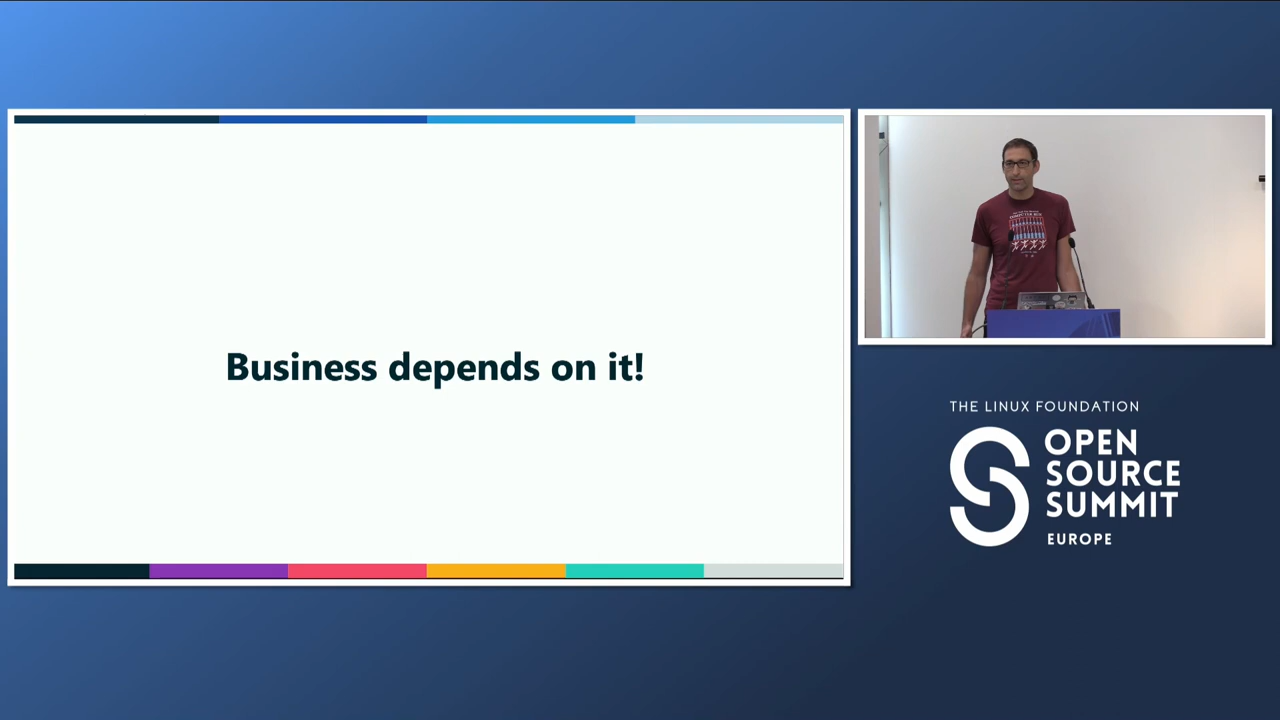 Business depends on it!
THE LINUX FOUNDATION
OPEN
SOURCE
SUMMIT
EUROPE